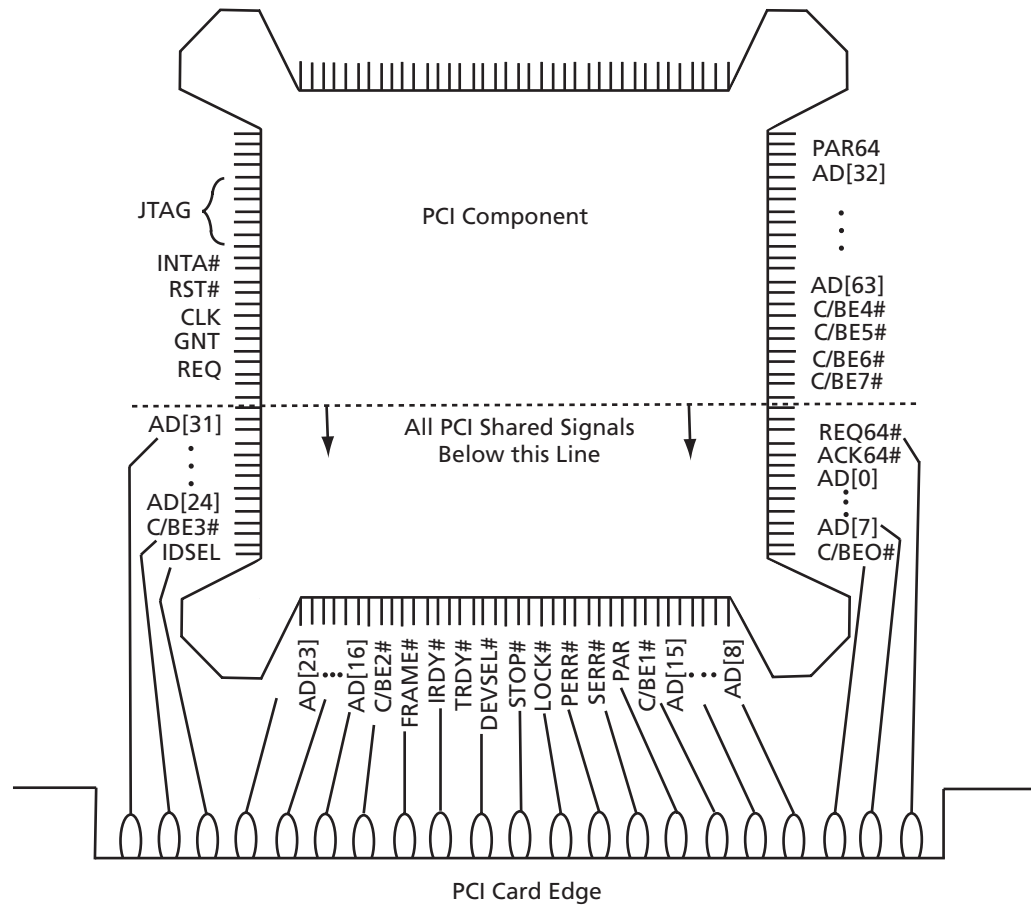 PCI Component
JTAG
INTA#
RST#
CLK
GNT
REQ
PAR64
AD[32]
AD[63]
C/BE4#
C/BE5#
C/BE6#
C/BE7#
All PCI Shared Signals
Below this Line
AD[31]
AD[24]
C/BE3#
IDSEL
REQ64#
ACK64#
AD[0]
AD[7]
C/BEO#
AD[23]
AD[16]
C/BE2#
FRAME#
IRDY#
TRDY#
DEVSEL#
STOP#
LOCK#
PERR#
SERR#
PAR
C/BE1#
AD[15]
AD[8]
PCI Card Edge